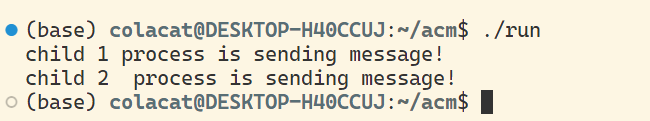 (base) colacat@DESKTOP-H40CCUJ:~/acm$ ./run
child 1 process is sending message!
child 2  process is sending message!
(base) colacat@DESKTOP-H40CCUJ:~/acm$